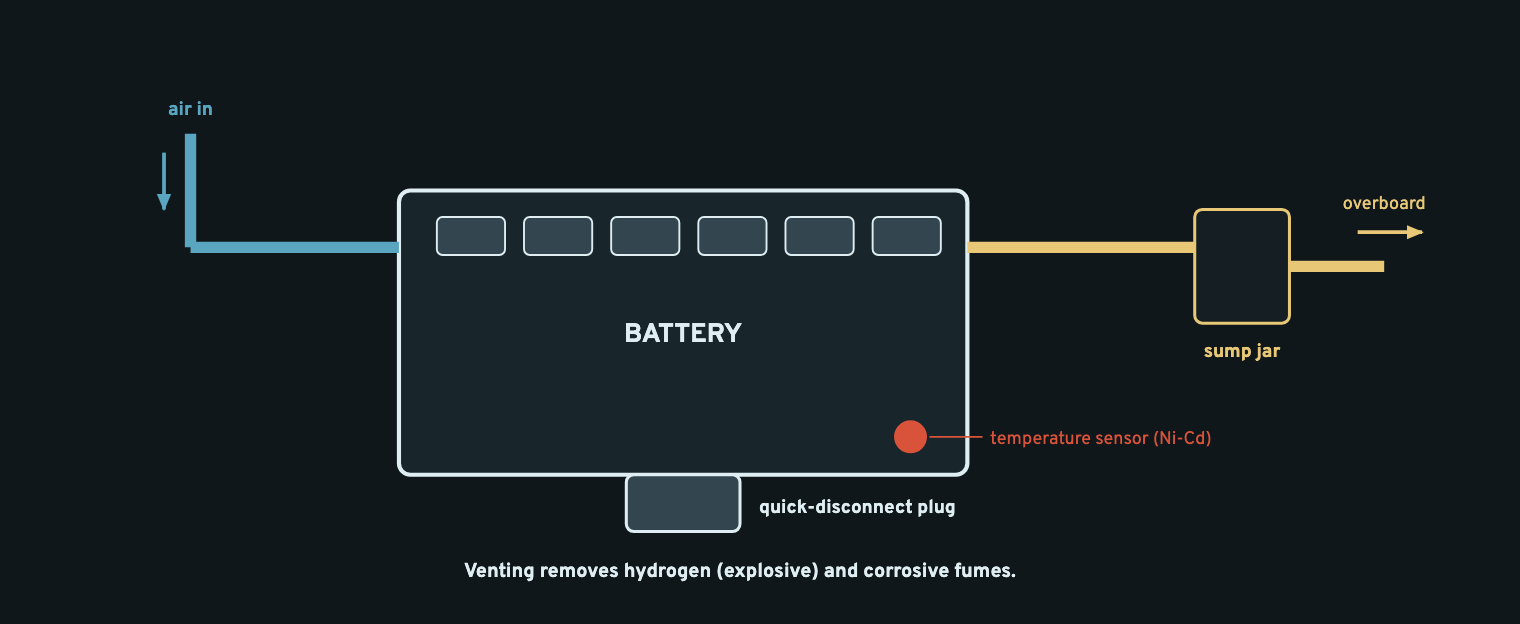 air in
overboard
BATTERY
sump jar
temperature sensor (Ni-Cd)
quick-disconnect plug
Venting removes hydrogen (explosive) and corrosive fumes.